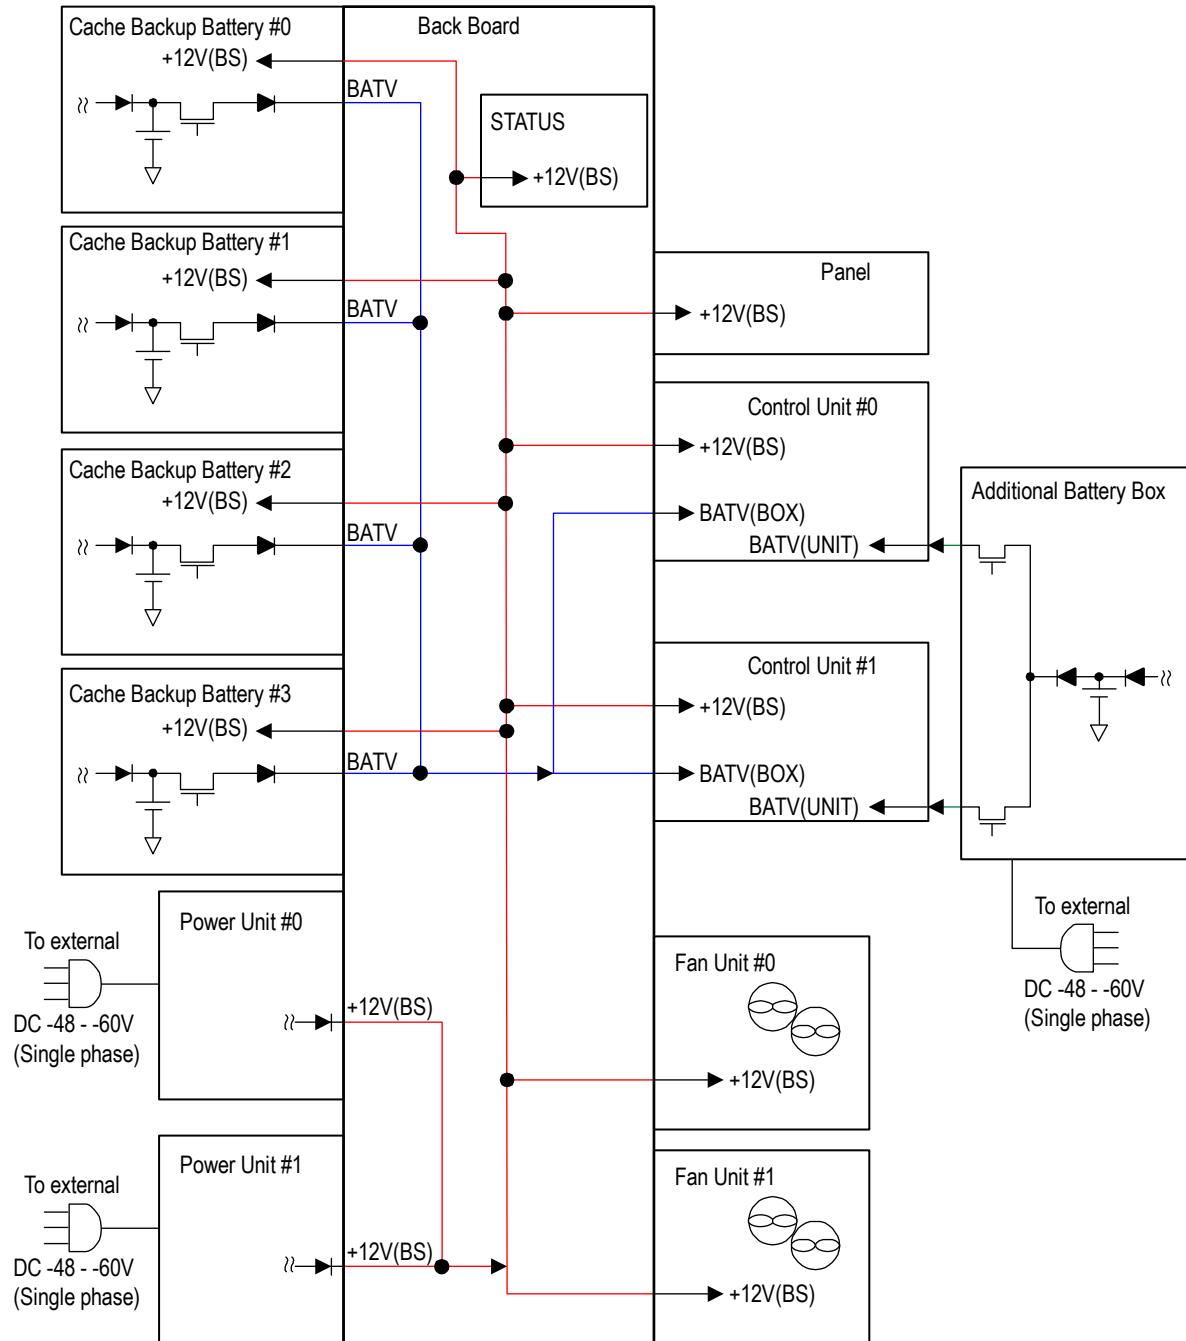 Cache Backup Battery #0
+12V(BS)
BATV
Back Board
STATUS
+12V(BS)
Cache Backup Battery #1
+12V(BS)
BATV
Panel
+12V(BS)
Control Unit #0
+12V(BS)
BATV(BOX)
BATV(UNIT)
Additional Battery Box
Cache Backup Battery #2
+12V(BS)
BATV
Control Unit #1
+12V(BS)
BATV(BOX)
BATV(UNIT)
Cache Backup Battery #3
+12V(BS)
BATV
To external
DC -48 - -60V
(Single phase)
Power Unit #0
+12V(BS)
Fan Unit #0
+12V(BS)
To external
DC -48 - -60V
(Single phase)
To external
DC -48 - -60V
(Single phase)
Power Unit #1
+12V(BS)
Fan Unit #1
+12V(BS)